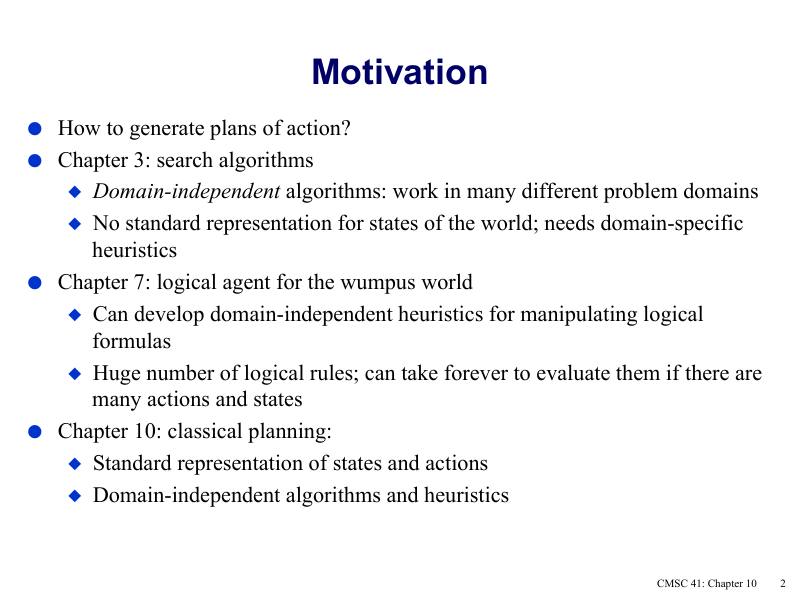 Motivation
How to generate plans of action?
Chapter 3: search algorithms
Domain-independent algorithms: work in many different problem domains
No standard representation for states of the world; needs domain-specific
heuristics
Chapter 7: logical agent for the wumpus world
Can develop domain-independent heuristics for manipulating logical
formulas
Huge number of logical rules; can take forever to evaluate them if there are
many actions and states
Chapter 10: classical planning:
Standard representation of states and actions
Domain-independent algorithms and heuristics
CMSC 41: Chapter 10 2